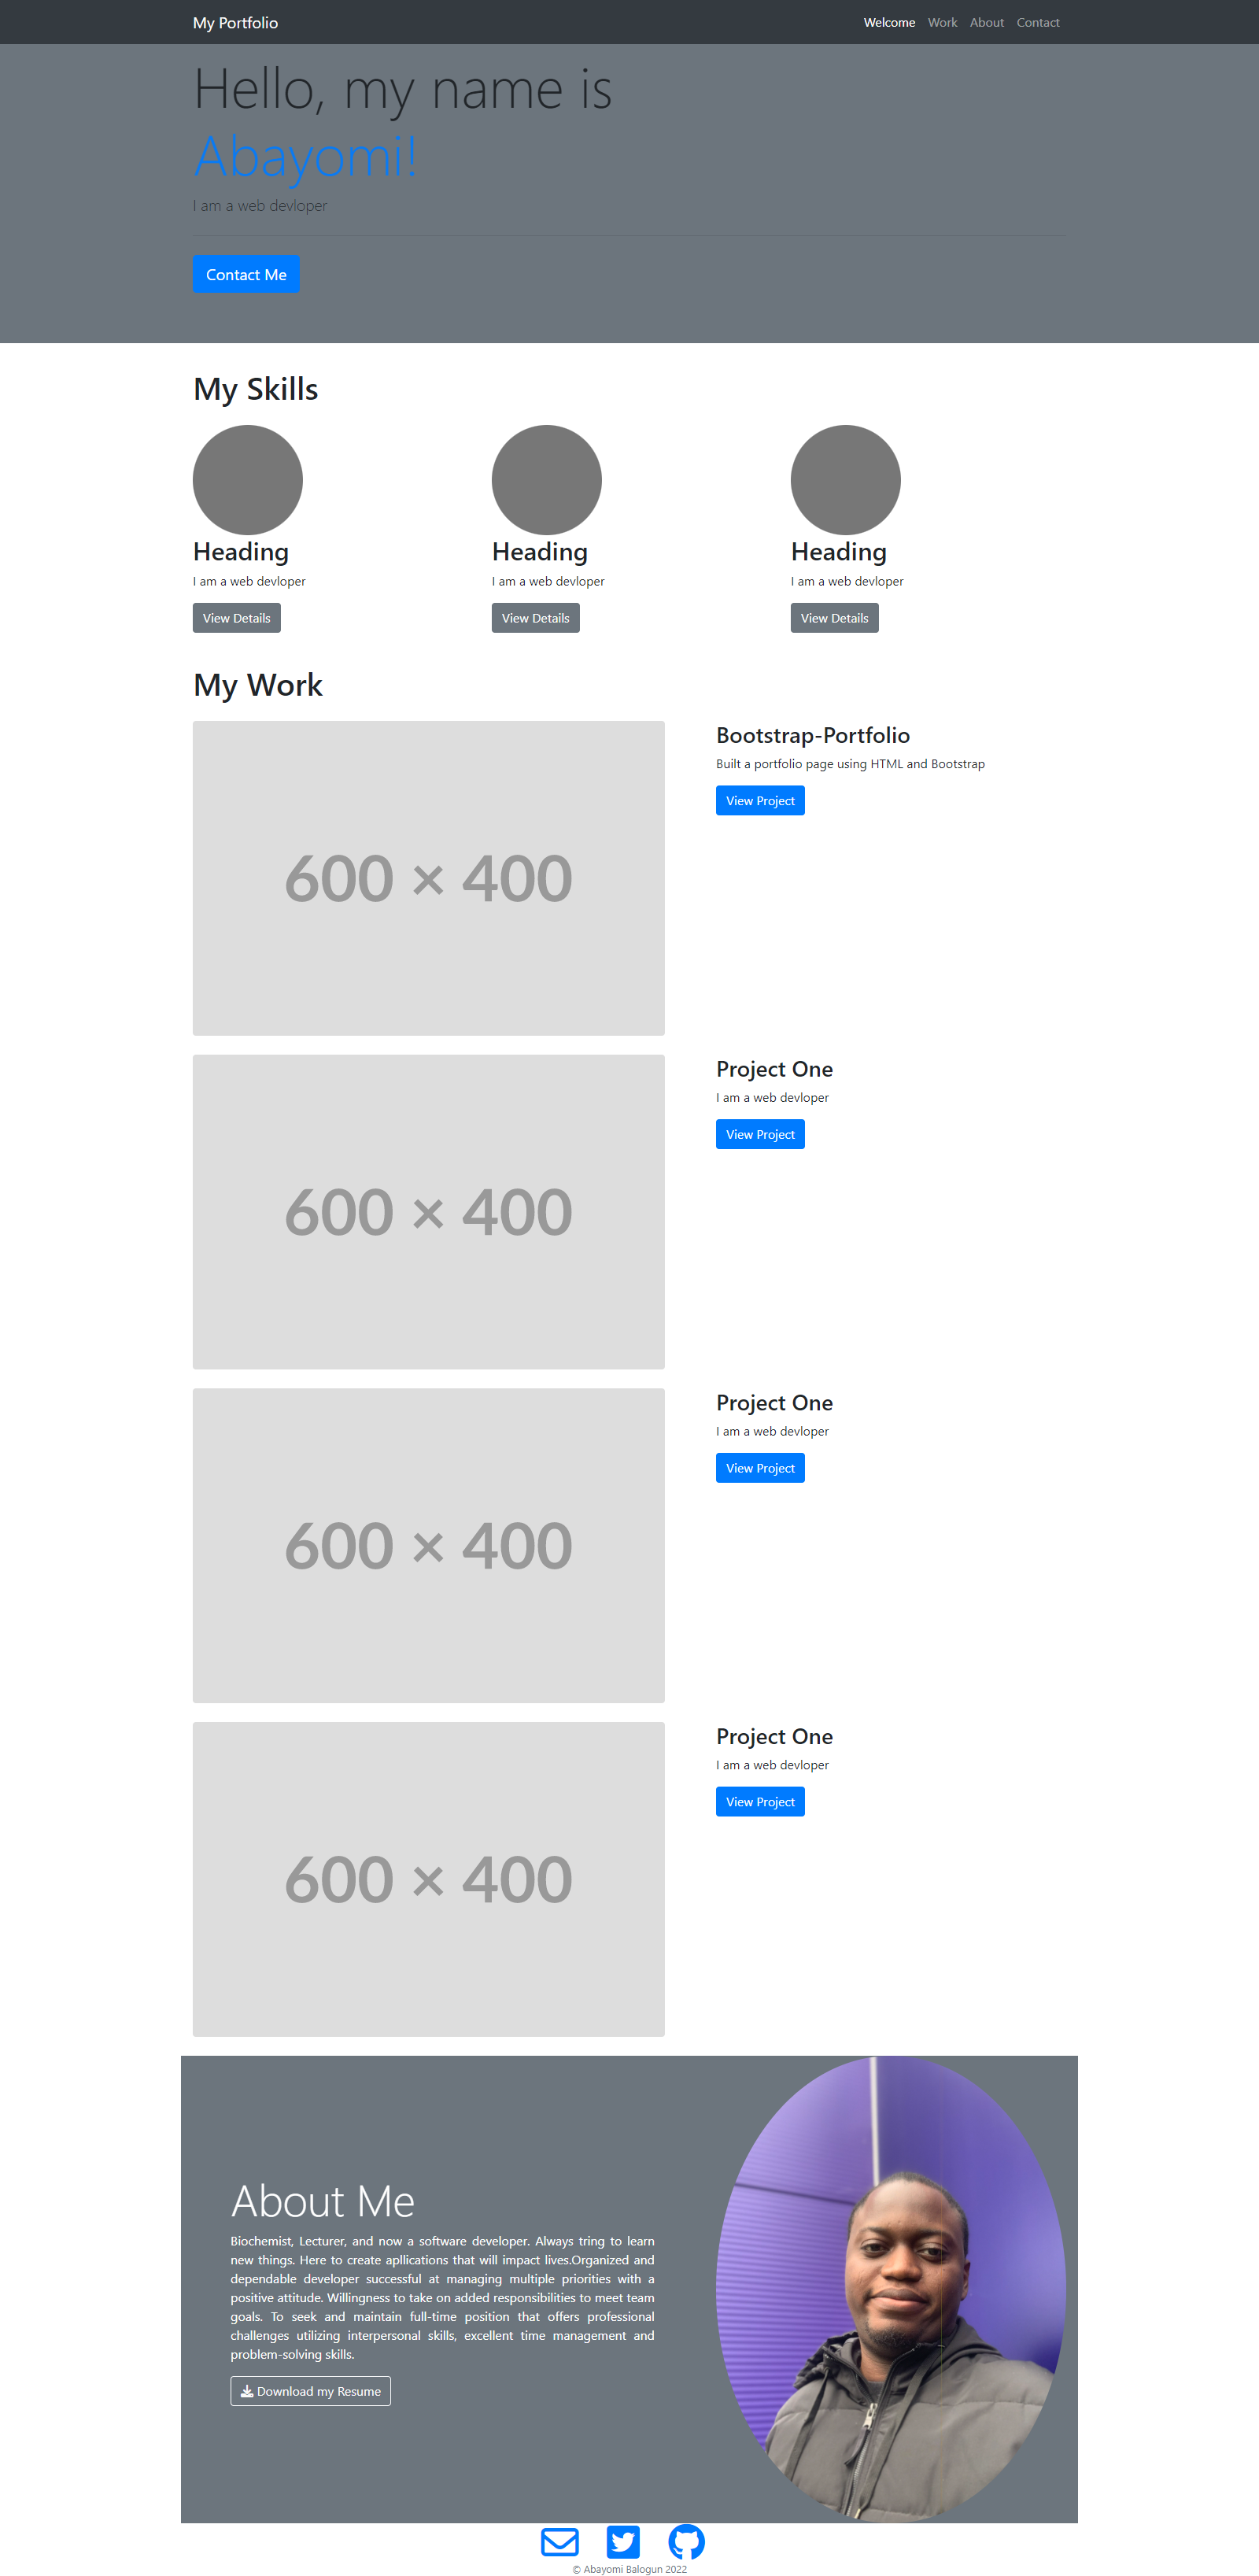 My Portfolio
Welcome Work About Contact
Hello, my name is
Abayomi!
I am a web devloper
Contact Me
My Skills
Heading
I am a web devloper
View Details
Heading
I am a web devloper
View Details
Heading
I am a web devloper
View Details
My Work
600 × 400
Bootstrap-Portfolio
Built a portfolio page using HTML and Bootstrap
View Project
600 × 400
Project One
I am a web devloper
View Project
600 × 400
Project One
I am a web devloper
View Project
600 × 400
Project One
I am a web devloper
View Project
About Me
Biochemist, Lecturer, and now a software developer. Always tring to learn
new things. Here to create apllications that will impact lives.Organized and
dependable developer successful at managing multiple priorities with a
positive attitude. Willingness to take on added responsibilities to meet team
goals. To seek and maintain full-time position that offers professional
challenges utilizing interpersonal skills, excellent time management and
problem-solving skills.
Download my Resume
© Abayomi Balogun 2022